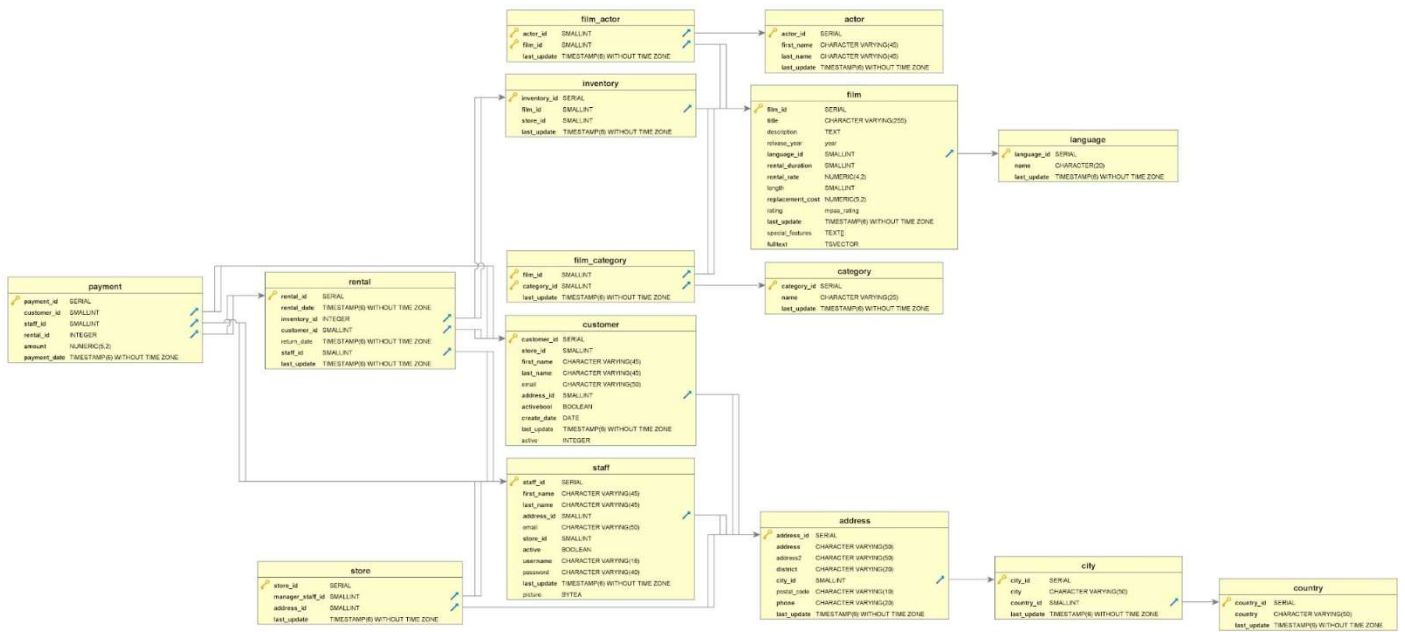 film_actor
actor_id SMALLINT
film_id SMALLINT
last_update TIMESTAMP(6) WITHOUT TIME ZONE
actor
actor_id SERIAL
first_name CHARACTER VARYING(45)
last_name CHARACTER VARYING(45)
last_update TIMESTAMP(6) WITHOUT TIME ZONE
inventory
inventory_id SERIAL
film_id SMALLINT
store_id SMALLINT
last_update TIMESTAMP(6) WITHOUT TIME ZONE
film
film_id SERIAL
title CHARACTER VARYING(255)
description TEXT
release_year year
language_id SMALLINT
rental_duration SMALLINT
rental_rate NUMERIC(4,2)
length SMALLINT
replacement_cost NUMERIC(5,2)
rating mpaa_rating
last_update TIMESTAMP(6) WITHOUT TIME ZONE
special_features TEXT[]
fulltext TSVECTOR
language
language_id SERIAL
name CHARACTER(20)
last_update TIMESTAMP(6) WITHOUT TIME ZONE
film_category
film_id SMALLINT
category_id SMALLINT
last_update TIMESTAMP(6) WITHOUT TIME ZONE
category
category_id SERIAL
name CHARACTER VARYING(25)
last_update TIMESTAMP(6) WITHOUT TIME ZONE
payment
payment_id SERIAL
customer_id SMALLINT
staff_id SMALLINT
rental_id INTEGER
amount NUMERIC(5,2)
payment_date TIMESTAMP(6) WITHOUT TIME ZONE
rental
rental_id SERIAL
rental_date TIMESTAMP(6) WITHOUT TIME ZONE
inventory_id INTEGER
customer_id SMALLINT
return_date TIMESTAMP(6) WITHOUT TIME ZONE
staff_id SMALLINT
last_update TIMESTAMP(6) WITHOUT TIME ZONE
customer
customer_id SERIAL
store_id SMALLINT
first_name CHARACTER VARYING(45)
last_name CHARACTER VARYING(45)
email CHARACTER VARYING(50)
address_id SMALLINT
activebool BOOLEAN
create_date DATE
last_update TIMESTAMP(6) WITHOUT TIME ZONE
active INTEGER
staff
staff_id SERIAL
first_name CHARACTER VARYING(45)
last_name CHARACTER VARYING(45)
address_id SMALLINT
email CHARACTER VARYING(50)
store_id SMALLINT
active BOOLEAN
username CHARACTER VARYING(16)
password CHARACTER VARYING(40)
last_update TIMESTAMP(6) WITHOUT TIME ZONE
picture BYTEA
store
store_id SERIAL
manager_staff_id SMALLINT
address_id SMALLINT
last_update TIMESTAMP(6) WITHOUT TIME ZONE
address
address_id SERIAL
address CHARACTER VARYING(50)
address2 CHARACTER VARYING(50)
district CHARACTER VARYING(20)
city_id SMALLINT
postal_code CHARACTER VARYING(10)
phone CHARACTER VARYING(20)
last_update TIMESTAMP(6) WITHOUT TIME ZONE
city
city_id SERIAL
city CHARACTER VARYING(50)
country_id SMALLINT
last_update TIMESTAMP(6) WITHOUT TIME ZONE
country
country_id SERIAL
country CHARACTER VARYING(50)
last_update TIMESTAMP(6) WITHOUT TIME ZONE